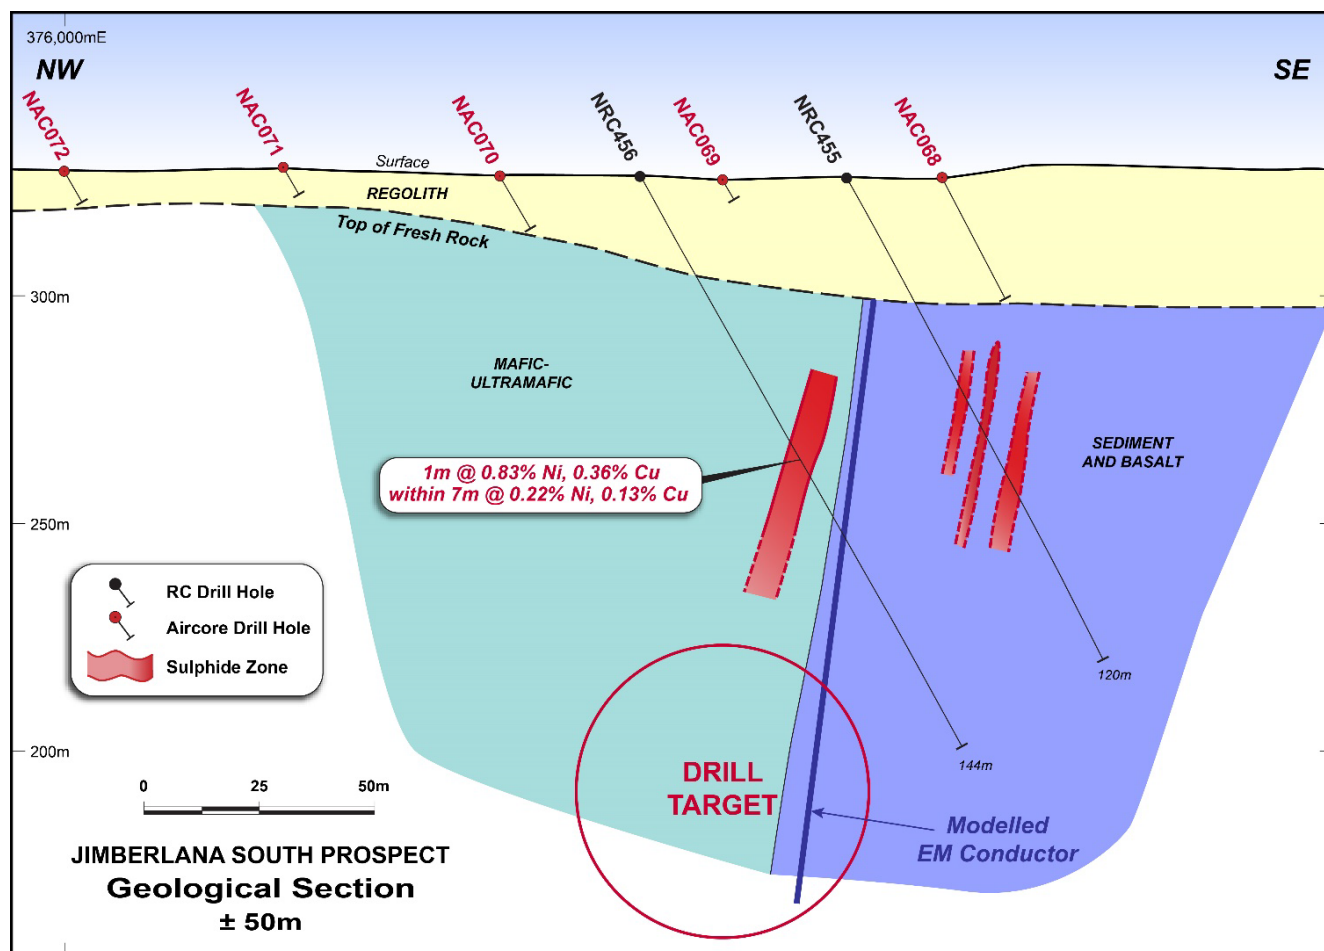 376,000mE
NW
SE
NAC072
NAC071
NAC070
NRC456
NAC069
NRC455
NAC068
Surface
REGOLITH
Top of Fresh Rock
300m
MAFIC-
ULTRAMAFIC
SEDIMENT
AND BASALT
1m @ 0.83% Ni, 0.36% Cu
within 7m @ 0.22% Ni, 0.13% Cu
250m
RC Drill Hole
Aircore Drill Hole
Sulphide Zone
120m
200m
144m
DRILL
TARGET
0 25 50m
Modelled
EM Conductor
JIMBERLANA SOUTH PROSPECT
Geological Section
± 50m